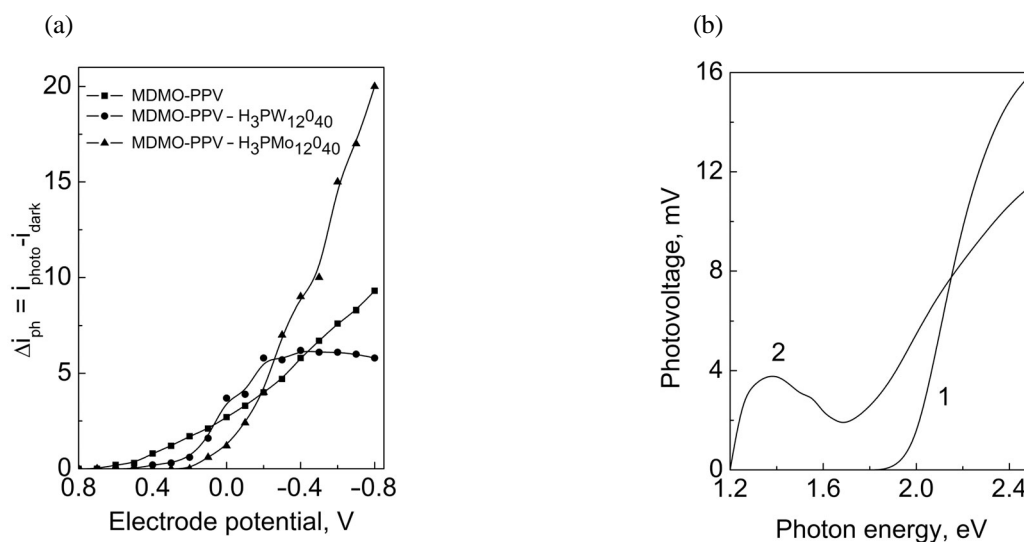 (a)
(b)
20
15
10
5
0
0.8
0.4
0.0
−0.4
−0.8
MDMO-PPV
MDMO-PPV – H₃PW₁₂0₄₀
MDMO-PPV – H₃PMo₁₂0₄₀
Δi_ph = i_photo - i_dark
Electrode potential, V
16
12
8
4
0
1.2
1.6
2.0
2.4
2
1
Photovoltage, mV
Photon energy, eV